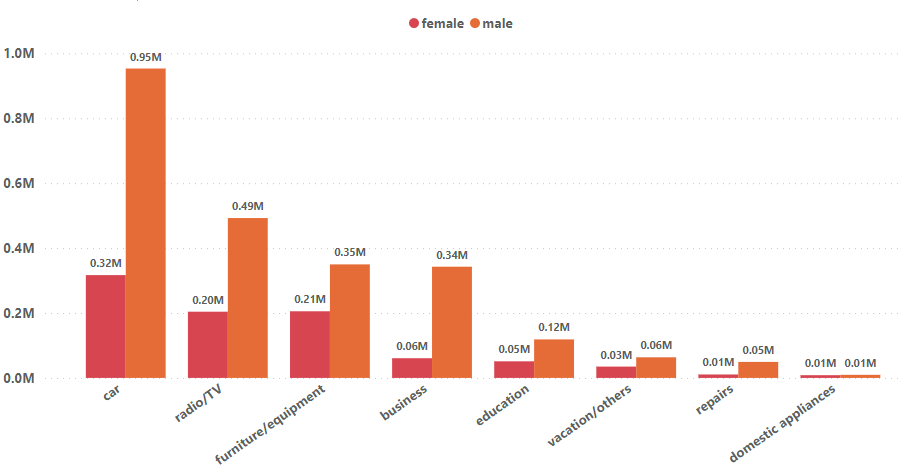 female male
1.0M
0.8M
0.6M
0.4M
0.2M
0.0M
0.32M 0.95M
0.20M 0.49M
0.21M 0.35M
0.06M 0.34M
0.05M 0.12M
0.03M 0.06M
0.01M 0.05M
0.01M 0.01M
car
radio/TV
furniture/equipment
business
education
vacation/others
repairs
domestic appliances